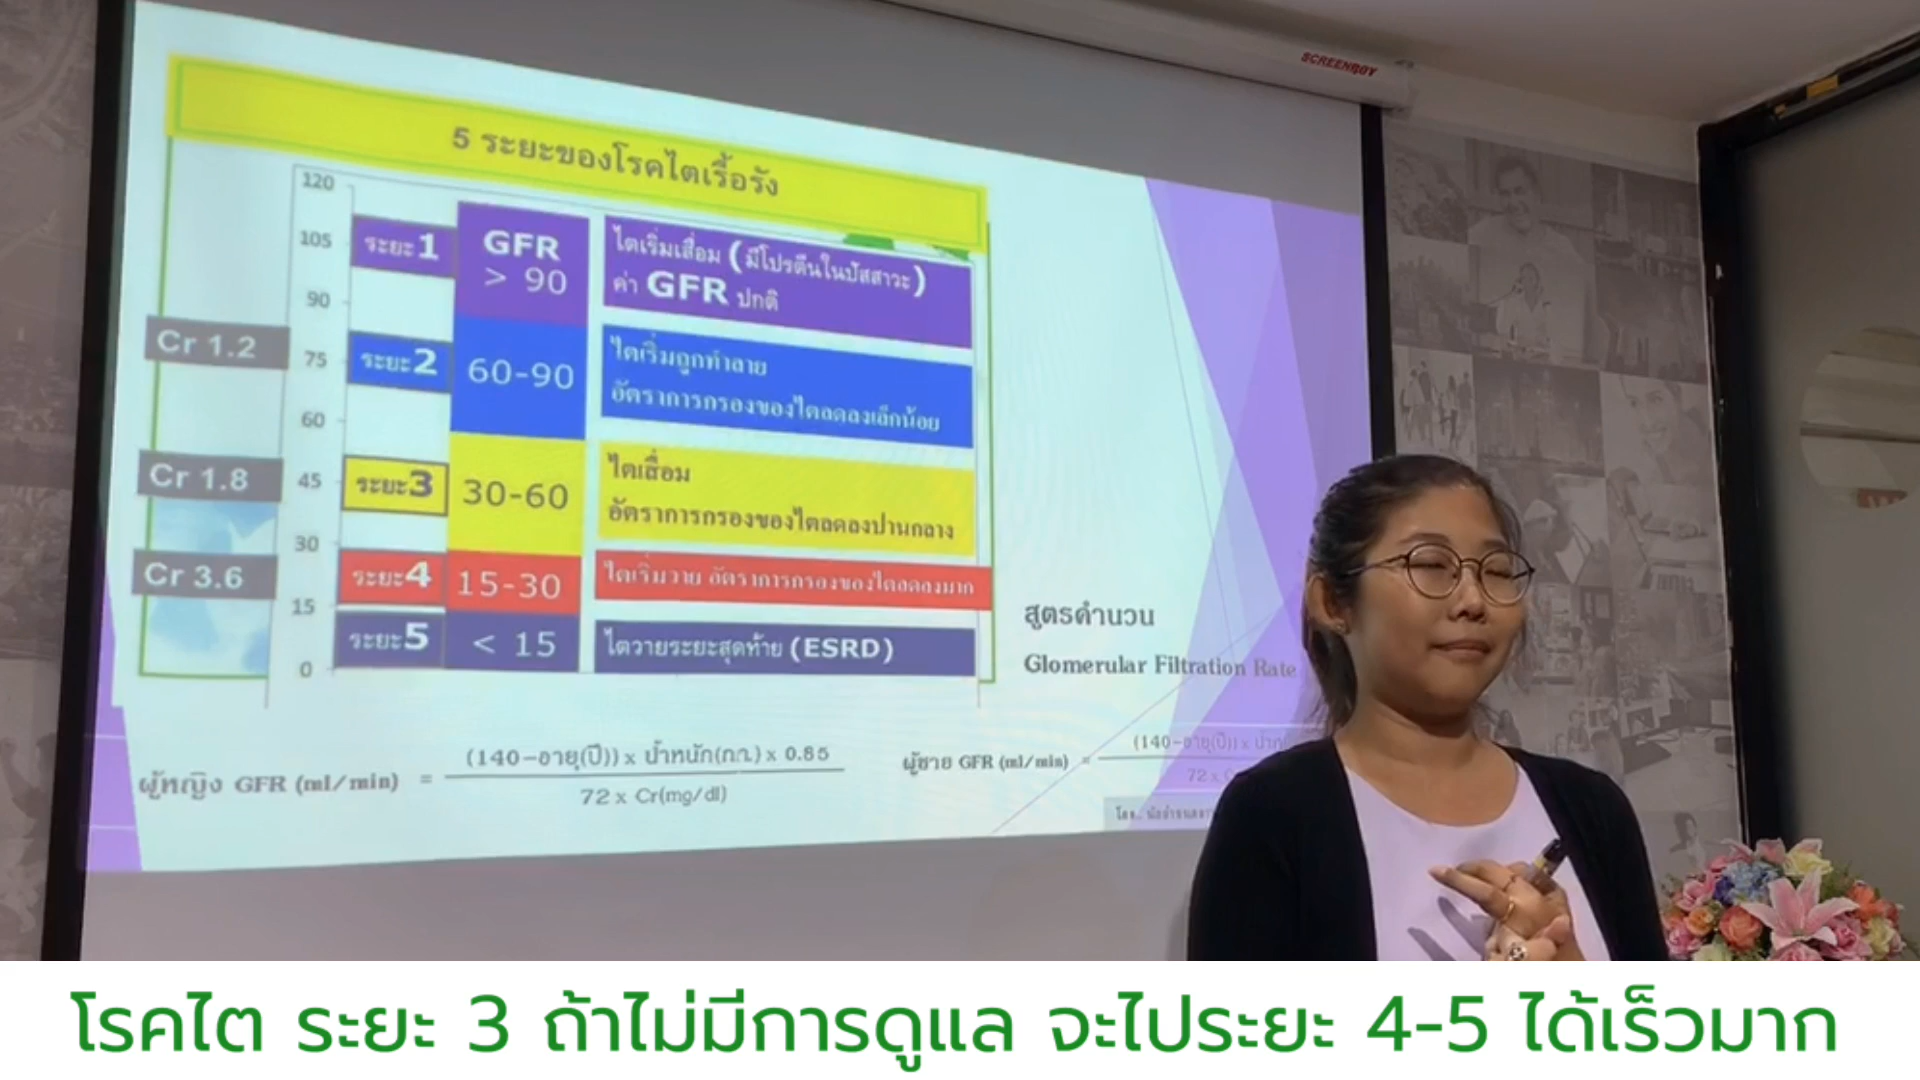 SCREENBOY
5 ระยะของโรคไตเรื้อรัง
120
105
90
75
60
45
30
15
0
Cr 1.2
Cr 1.8
Cr 3.6
ระยะ 1
GFR
> 90
ไตเริ่มเสื่อม (มีโปรตีนในปัสสาวะ)
ค่า GFR ปกติ
ระยะ 2
60-90
ไตเริ่มถูกทำลาย
อัตราการกรองของไตลดลงเล็กน้อย
ระยะ 3
30-60
ไตเสื่อม
อัตราการกรองของไตลดลงปานกลาง
ระยะ 4
15-30
ไตเริ่มวาย อัตราการกรองของไตลดลงมาก
ระยะ 5
< 15
ไตวายระยะสุดท้าย (ESRD)
สูตรคำนวน
Glomerular Filtration Rate
ผู้หญิง GFR (ml/min) = (140-อายุ(ปี)) x น้ำหนัก(กก.) x 0.85
72 x Cr(mg/dl)
ผู้ชาย GFR (ml/min) = (140-อายุ(ปี)) x
72 x
โรคไต ระยะ 3 ถ้าไม่มีการดูแล จะไประยะ 4-5 ได้เร็วมาก